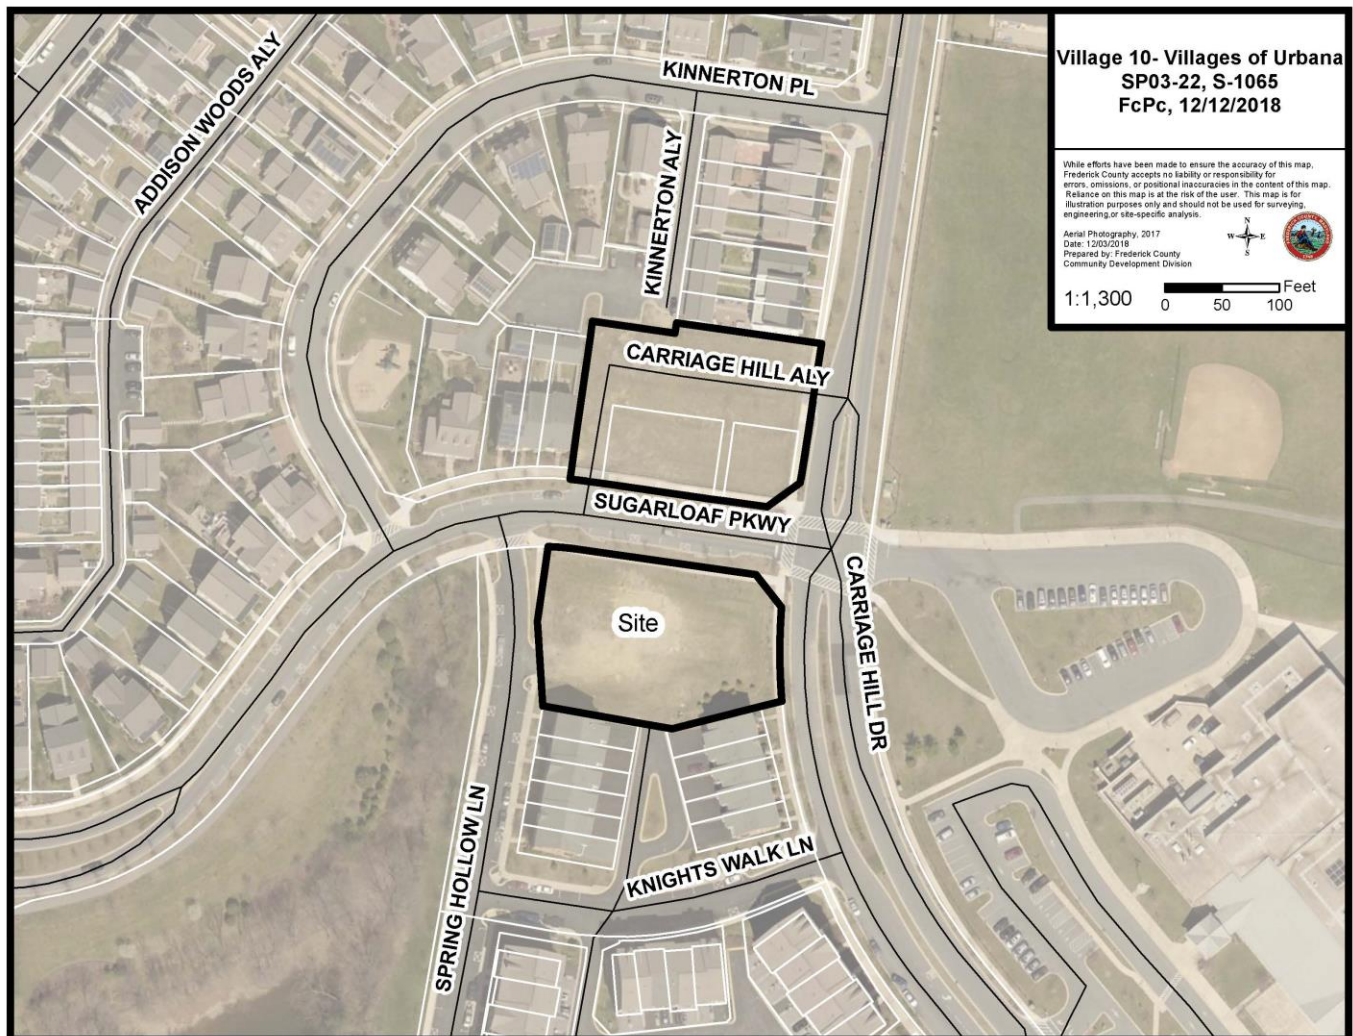 Village 10- Villages of Urbana
SP03-22, S-1065
FcPc, 12/12/2018
While efforts have been made to ensure the accuracy of this map,
Frederick County accepts no liability or responsibility for
errors, omissions, or positional inaccuracies in the content of this map.
Reliance on this map is at the risk of the user. This map is for
illustration purposes only and should not be used for surveying,
engineering,or site-specific analysis.
Aerial Photography, 2017
Date: 12/03/2018
Prepared by: Frederick County
Community Development Division
N
W E
S
1:1,300
Feet
0 50 100
ADDISON WOODS ALY
KINNERTON PL
KINNERTON ALY
CARRIAGE HILL ALY
SUGARLOAF PKWY
Site
CARRIAGE HILL DR
SPRING HOLLOW LN
KNIGHTS WALK LN